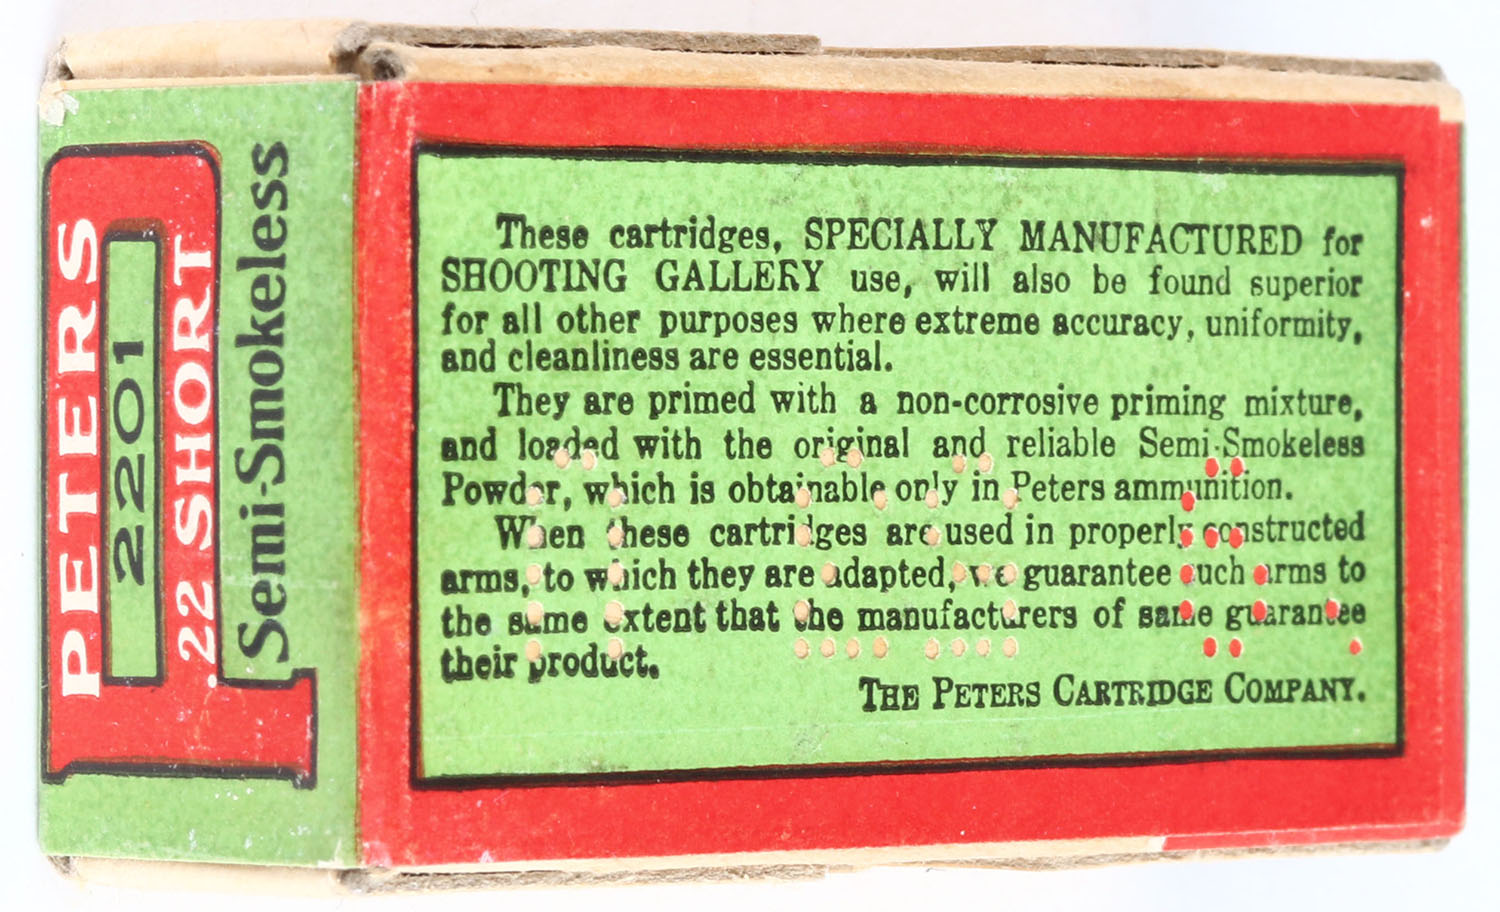 PETERS
2201
.22 SHORT
Semi-Smokeless
These cartridges, SPECIALLY MANUFACTURED for
SHOOTING GALLERY use, will also be found superior
for all other purposes where extreme accuracy, uniformity,
and cleanliness are essential.
They are primed with a non-corrosive priming mixture,
and loaded with the original and reliable Semi-Smokeless
Powder, which is obtainable only in Peters ammunition.
When these cartridges are used in properly constructed
arms, to which they are adapted, we guarantee such arms to
the same extent that the manufacturers of same guarantee
their product.
THE PETERS CARTRIDGE COMPANY.